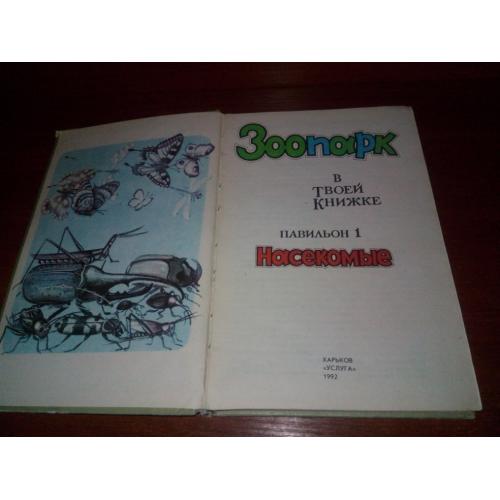 Зоопарк
В
ТВОЕЙ
КНИЖКЕ
ПАВИЛЬОН 1
Насекомые
ХАРЬКОВ
«УСЛУГА»
1992